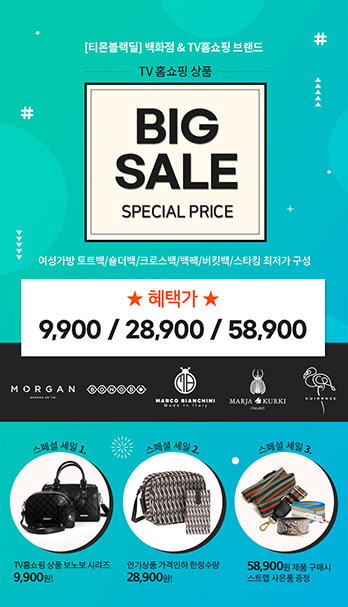 [티몬블랙딜] 백화점 & TV홈쇼핑 브랜드
TV 홈쇼핑 상품
BIG
SALE
SPECIAL PRICE
여성가방 토트백/숄더백/크로스백/백팩/버킷백/스타킹 최저가 구성
★ 혜택가 ★
9,900 / 28,900 / 58,900
MORGAN
MORGAN DE TOI
BONOBO
MARCO BIANCHINI
Made In Italy
MARJA KURKI
FINLAND
CUIRROSE
스페셜 세일 1.
스페셜 세일 2.
스페셜 세일 3.
TV홈쇼핑 상품 보노보 시리즈
9,900원!
인기상품 가격인하 한정수량
28,900원!
58,900원 제품 구매시
스트랩 사은품 증정